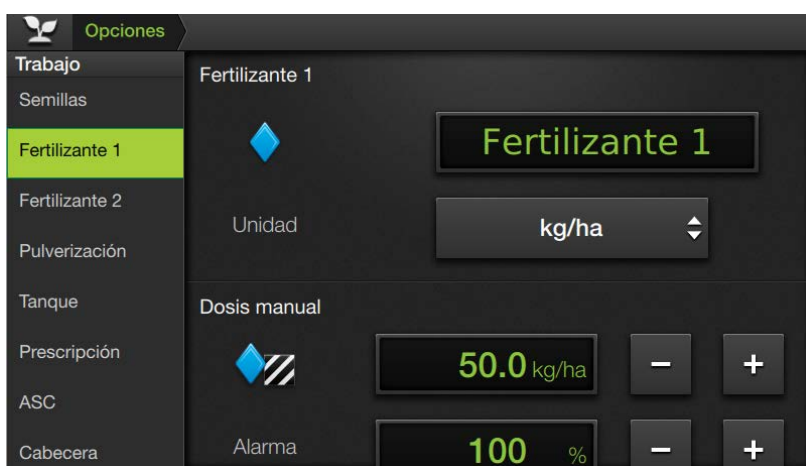 Opciones
Trabajo
Semillas
Fertilizante 1
Fertilizante 2
Pulverización
Tanque
Prescripción
ASC
Cabecera
Fertilizante 1
Fertilizante 1
Unidad
kg/ha
Dosis manual
50.0 kg/ha
− +
Alarma
100 %
− +